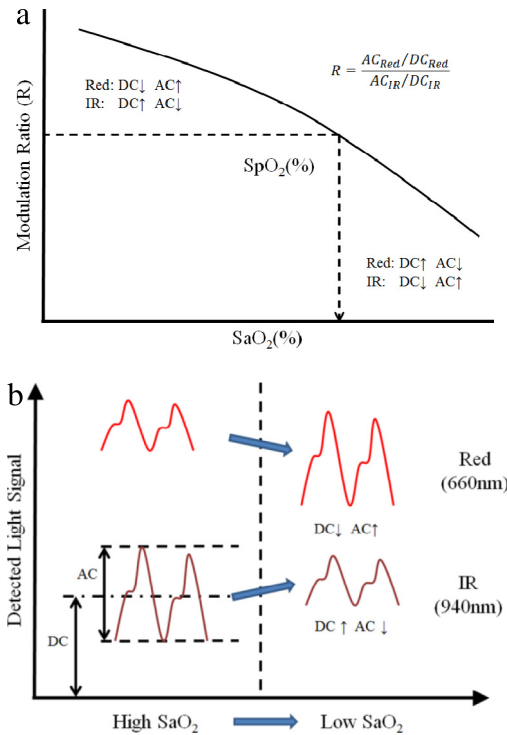 a
Modulation Ratio (R)
Red: DC↓ AC↑
IR: DC↑ AC↓
R = (AC_Red/DC_Red)/(AC_IR/DC_IR)
SpO₂(%)
Red: DC↑ AC↓
IR: DC↓ AC↑
SaO₂(%)
b
Detected Light Signal
Red
(660nm)
DC↓ AC↑
AC
DC
IR
(940nm)
DC ↑ AC ↓
High SaO₂
Low SaO₂